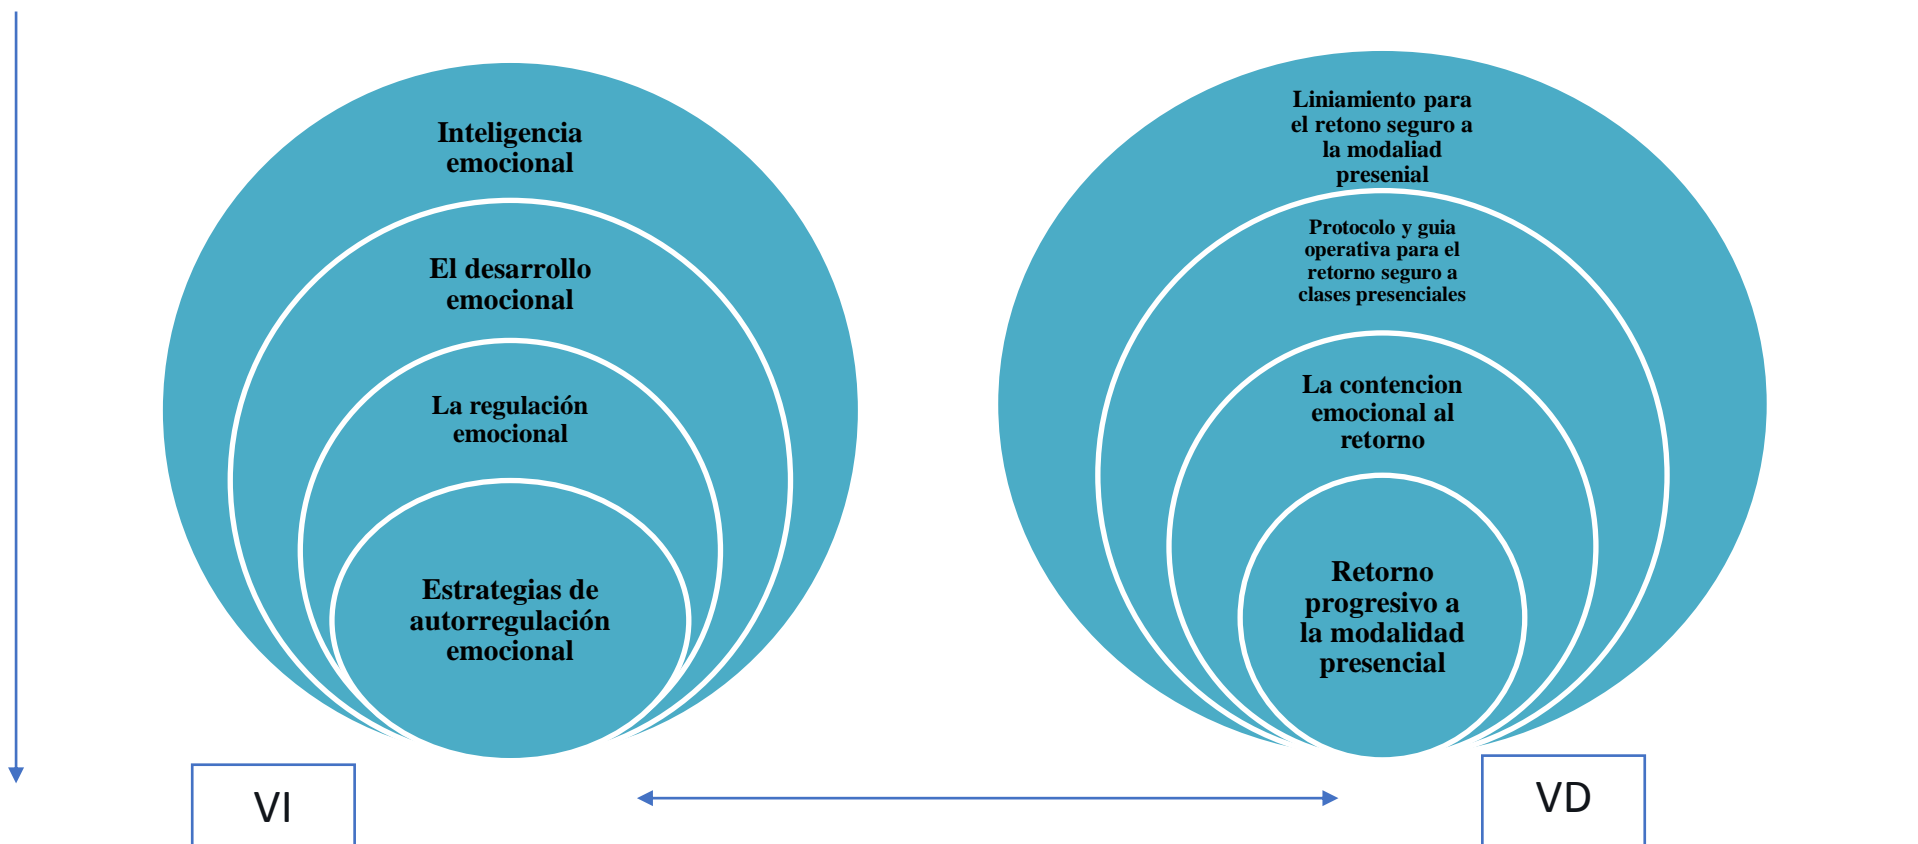 Inteligencia
emocional
El desarrollo
emocional
La regulación
emocional
Estrategias de
autorregulación
emocional
VI
Liniamiento para
el retono seguro a
la modaliad
presenial
Protocolo y guia
operativa para el
retorno seguro a
clases presenciales
La contencion
emocional al
retorno
Retorno
progresivo a
la modalidad
presencial
VD